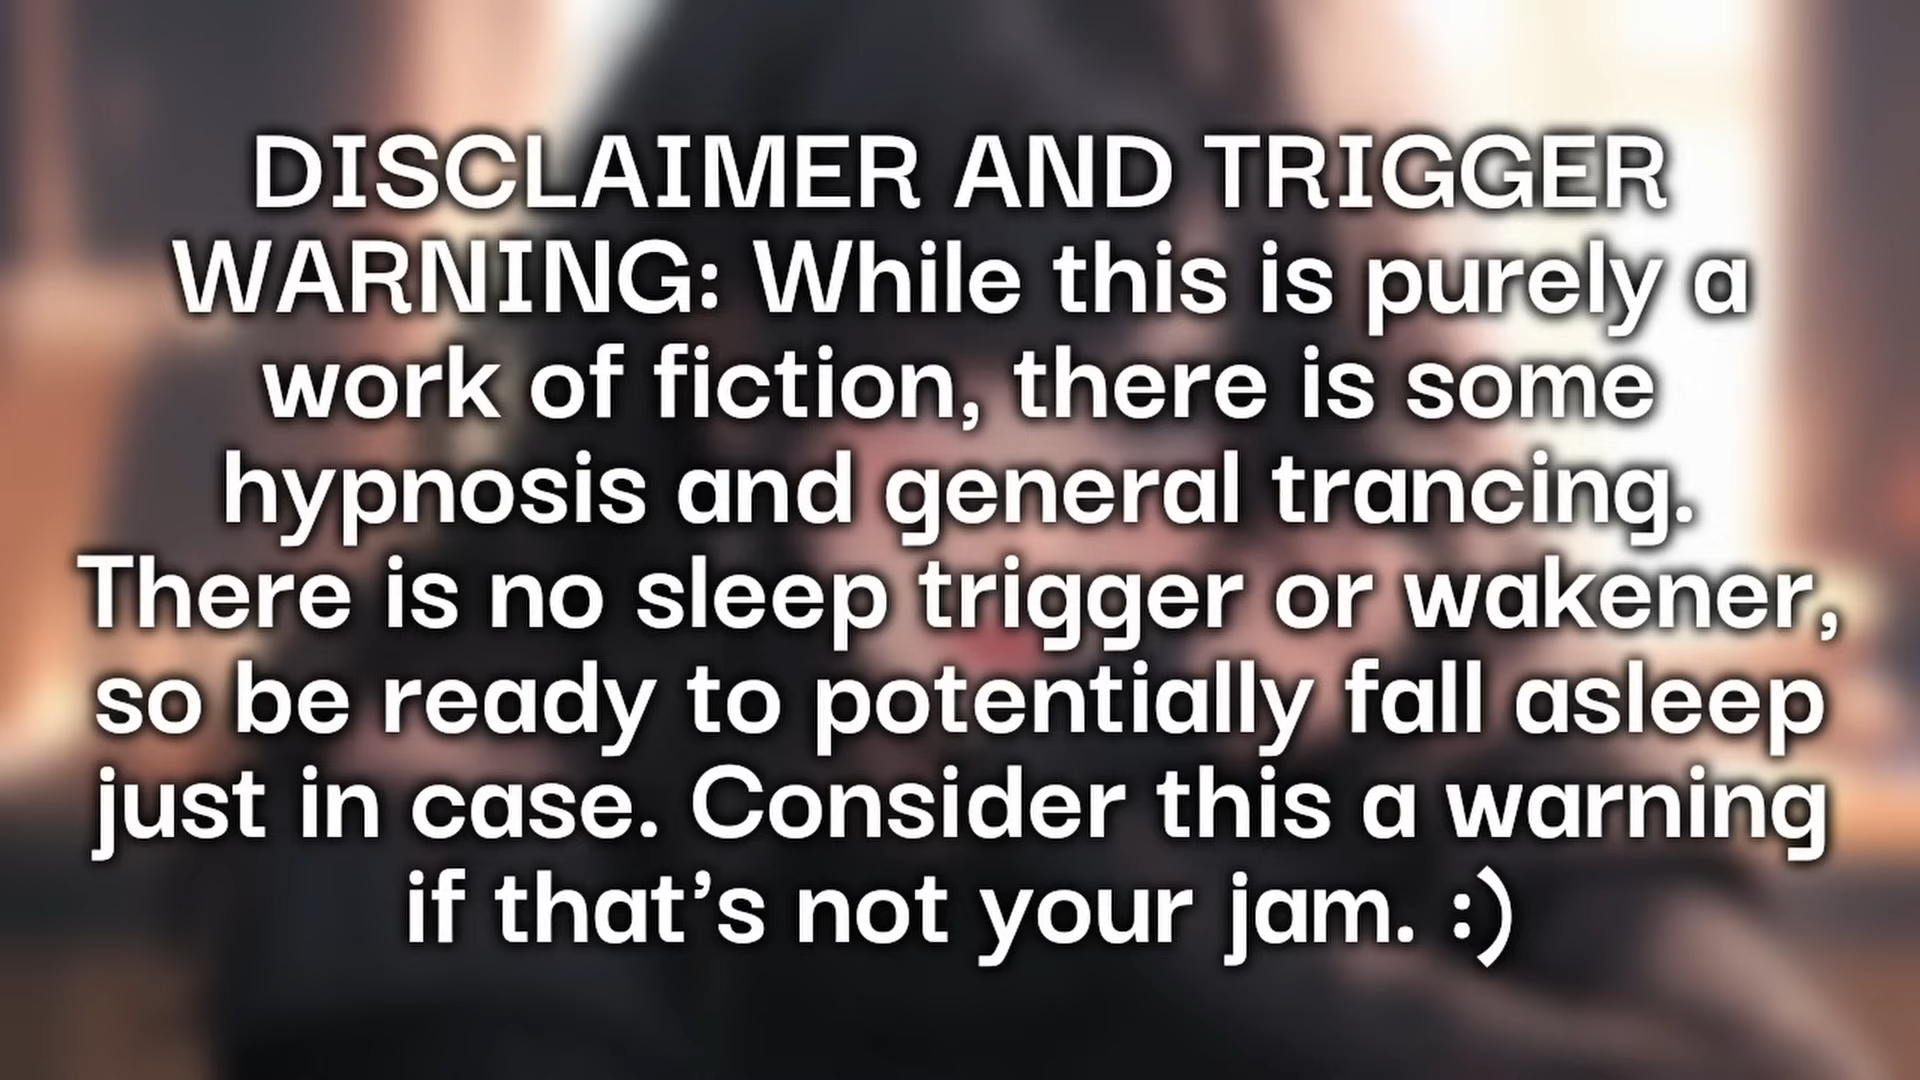 DISCLAIMER AND TRIGGER
WARNING: While this is purely a
work of fiction, there is some
hypnosis and general trancing.
There is no sleep trigger or wakener,
so be ready to potentially fall asleep
just in case. Consider this a warning
if that’s not your jam. :)